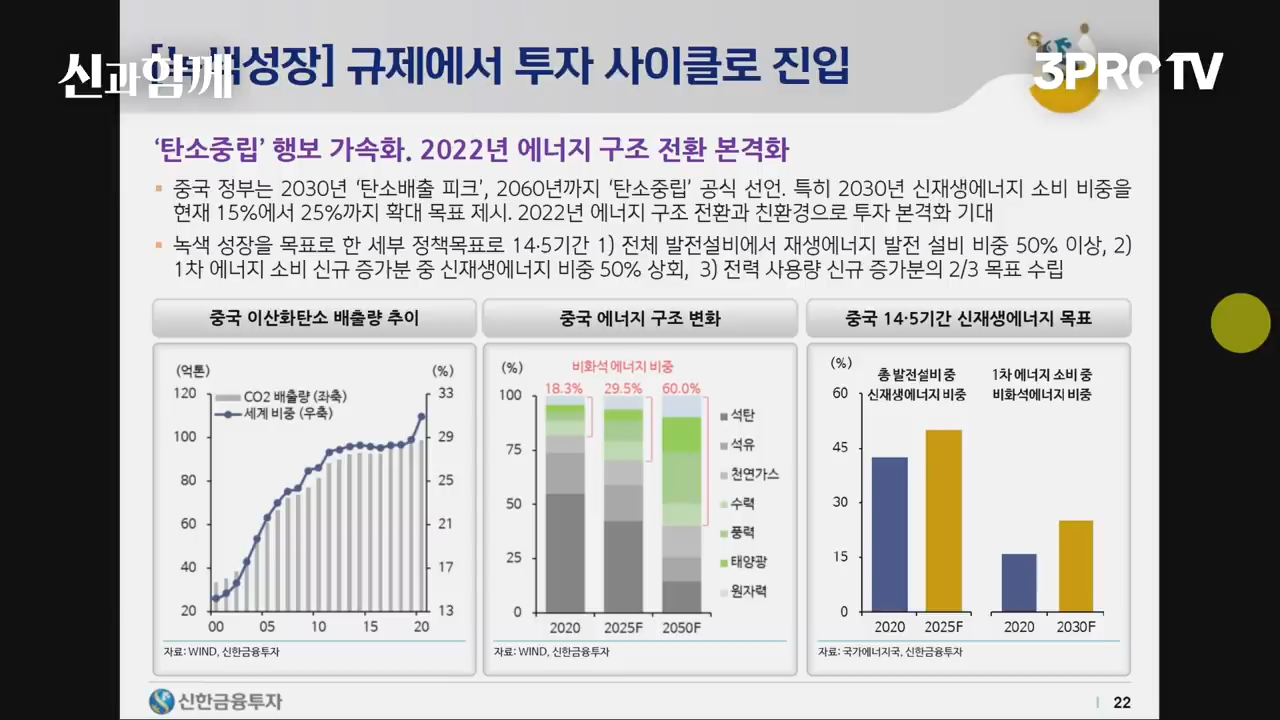 [녹색성장] 규제에서 투자 사이클로 진입
신과함께
3PROTV
‘탄소중립’ 행보 가속화. 2022년 에너지 구조 전환 본격화
중국 정부는 2030년 ‘탄소배출 피크’, 2060년까지 ‘탄소중립’ 공식 선언. 특히 2030년 신재생에너지 소비 비중을
현재 15%에서 25%까지 확대 목표 제시. 2022년 에너지 구조 전환과 친환경으로 투자 본격화 기대
녹색 성장을 목표로 한 세부 정책목표로 14·5기간 1) 전체 발전설비에서 재생에너지 발전 설비 비중 50% 이상, 2)
1차 에너지 소비 신규 증가분 중 신재생에너지 비중 50% 상회, 3) 전력 사용량 신규 증가분의 2/3 목표 수립
중국 이산화탄소 배출량 추이
(억톤) (%)
CO2 배출량 (좌축)
세계 비중 (우축)
120 33
100 29
80 25
60 21
40 17
20 13
00 05 10 15 20
자료: WIND, 신한금융투자
중국 에너지 구조 변화
(%) 비화석 에너지 비중
18.3% 29.5% 60.0%
100
75
50
25
0
2020 2025F 2050F
석탄
석유
천연가스
수력
풍력
태양광
원자력
자료: WIND, 신한금융투자
중국 14·5기간 신재생에너지 목표
(%)
총 발전설비 중
신재생에너지 비중
1차 에너지 소비 중
비화석에너지 비중
60
45
30
15
0
2020 2025F 2020 2030F
자료: 국가에너지국, 신한금융투자
신한금융투자
22